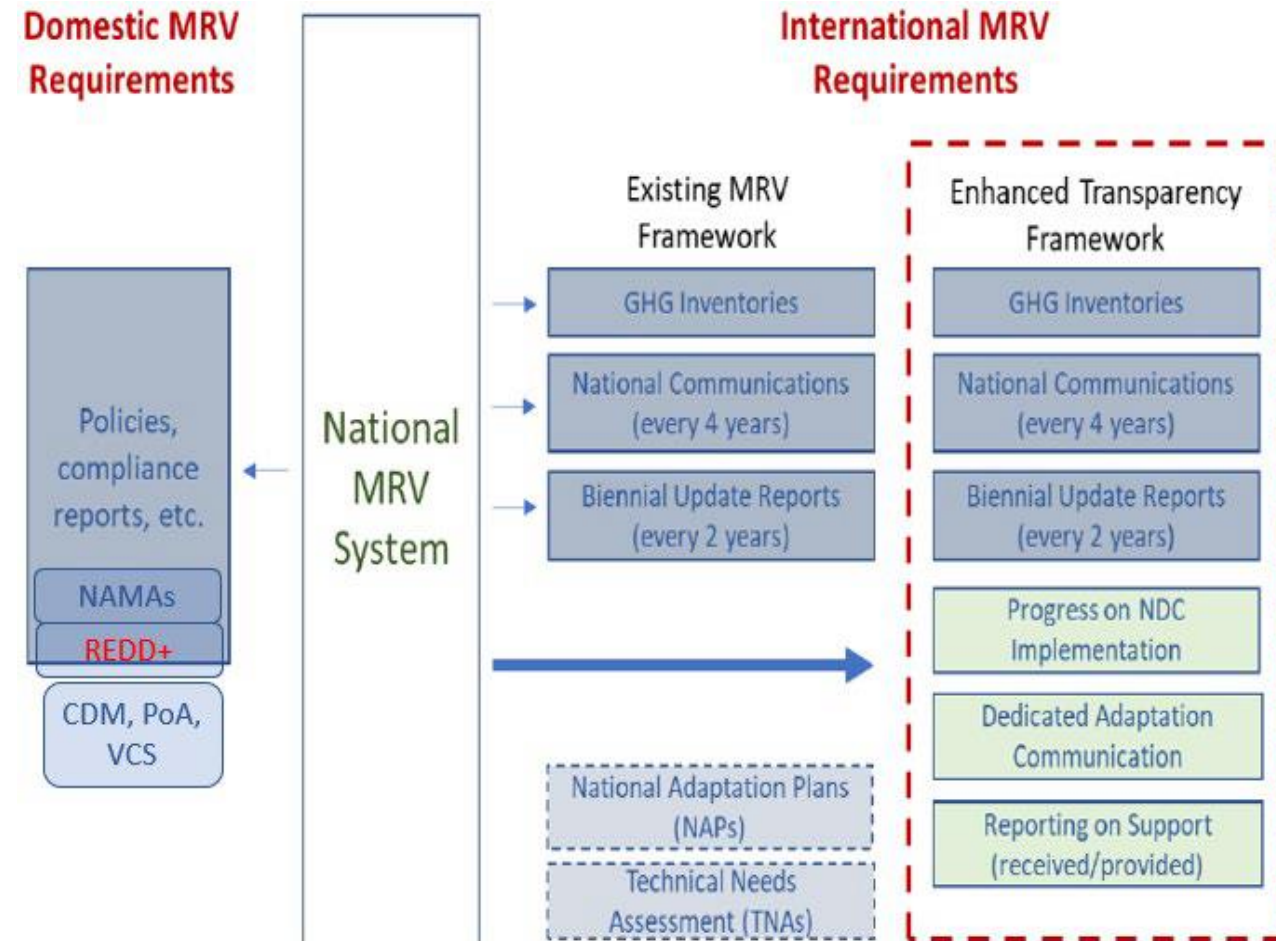 Domestic MRV
Requirements
International MRV
Requirements
Policies,
compliance
reports, etc.
NAMAs
REDD+
CDM, PoA,
VCS
National
MRV
System
Existing MRV
Framework
GHG Inventories
National Communications
(every 4 years)
Biennial Update Reports
(every 2 years)
National Adaptation Plans
(NAPs)
Technical Needs
Assessment (TNAs)
Enhanced Transparency
Framework
GHG Inventories
National Communications
(every 4 years)
Biennial Update Reports
(every 2 years)
Progress on NDC
Implementation
Dedicated Adaptation
Communication
Reporting on Support
(received/provided)